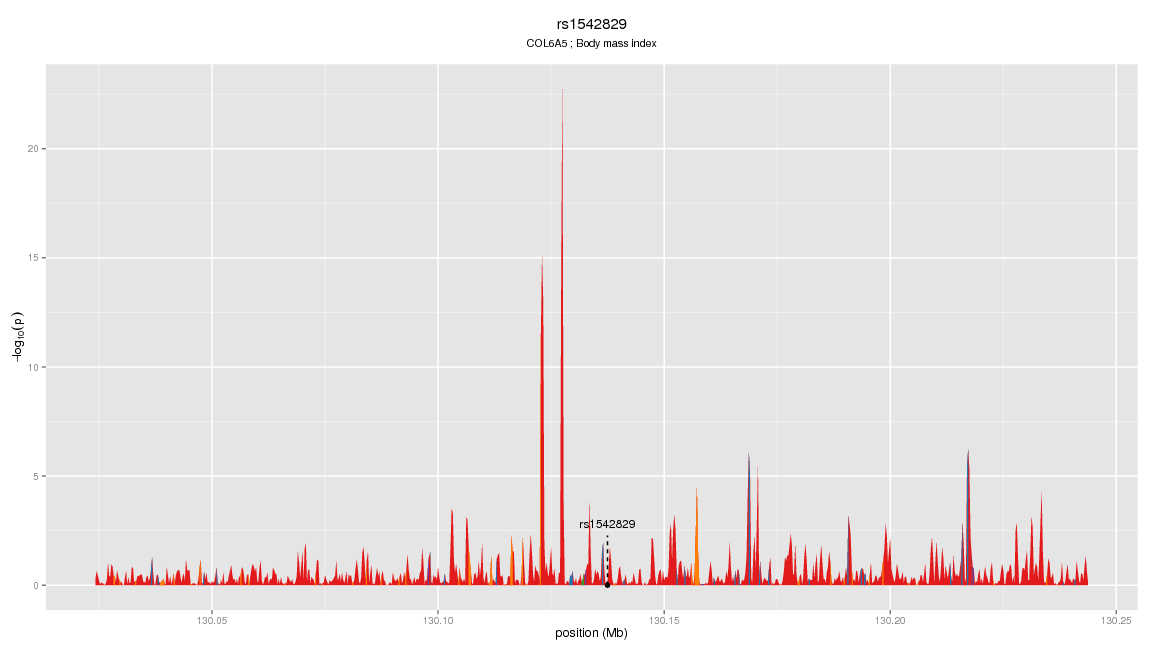 rs1542829
COL6A5 ; Body mass index
20
15
10
5
0
−log10(p)
rs1542829
130.05 130.10 130.15 130.20 130.25
position (Mb)